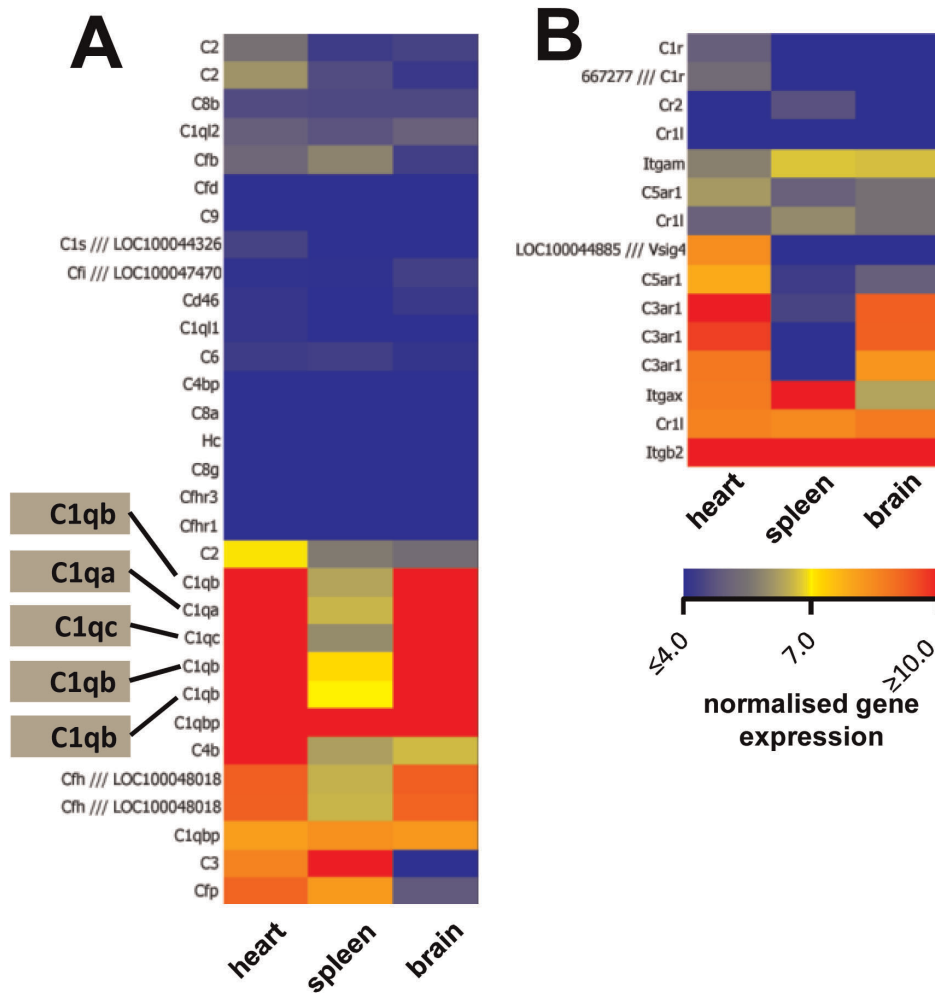 A
C2
C2
C8b
C1ql2
Cfb
Cfd
C9
C1s /// LOC100044326
Cfi /// LOC100047470
Cd46
C1ql1
C6
C4bp
C8a
Hc
C8g
Cfhr3
Cfhr1
C2
C1qb
C1qa
C1qc
C1qb
C1qb
C1qbp
C4b
Cfh /// LOC100048018
Cfh /// LOC100048018
C1qbp
C3
Cfp
C1qb
C1qa
C1qc
C1qb
C1qb
heart
spleen
brain
B
C1r
667277 /// C1r
Cr2
Cr1l
Itgam
C5ar1
Cr1l
LOC100044885 /// Vsig4
C5ar1
C3ar1
C3ar1
C3ar1
Itgax
Cr1l
Itgb2
heart
spleen
brain
≤4.0
7.0
≥10.0
normalised gene
expression